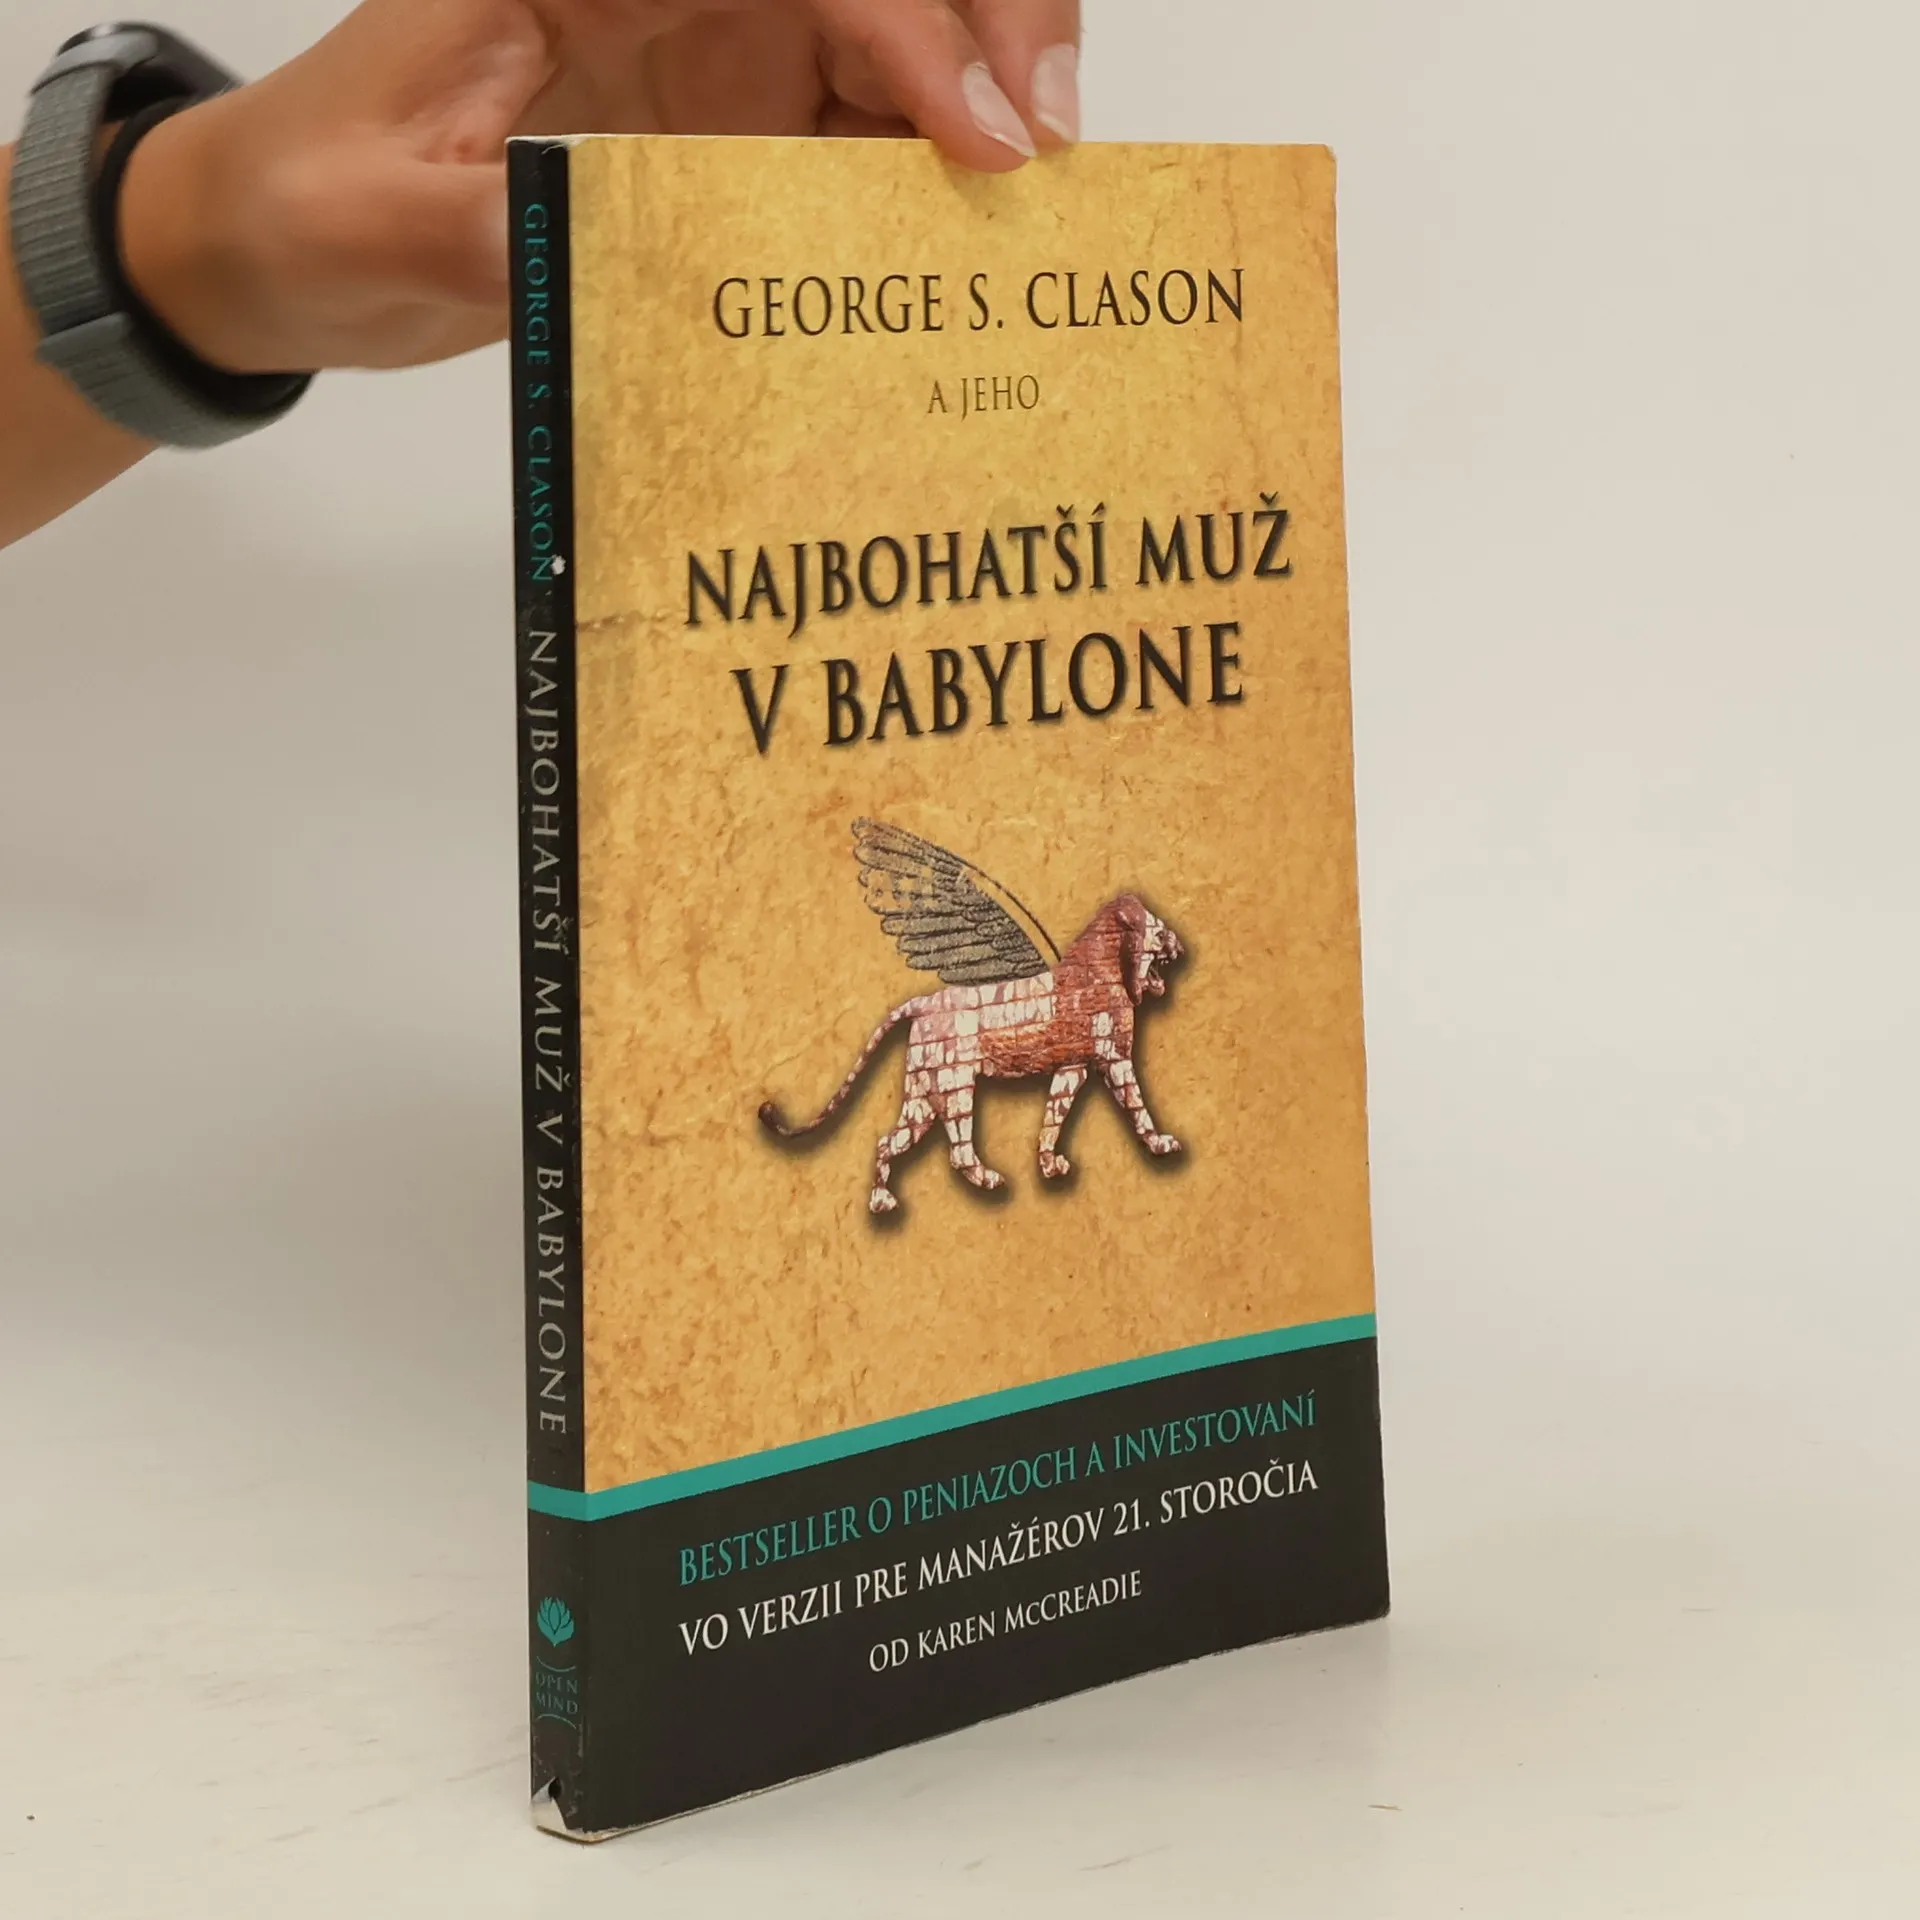 GEORGE S. CLASON
A JEHO
NAJBOHATŠÍ MUŽ
V BABYLONE
BESTSELLER O PENIAZOCH A INVESTOVANÍ
VO VERZII PRE MANAŽÉROV 21. STOROČIA
OD KAREN McCREADIE
GEORGE S. CLASON NAJBOHATŠÍ MUŽ V BABYLONE
OPEN
MIND